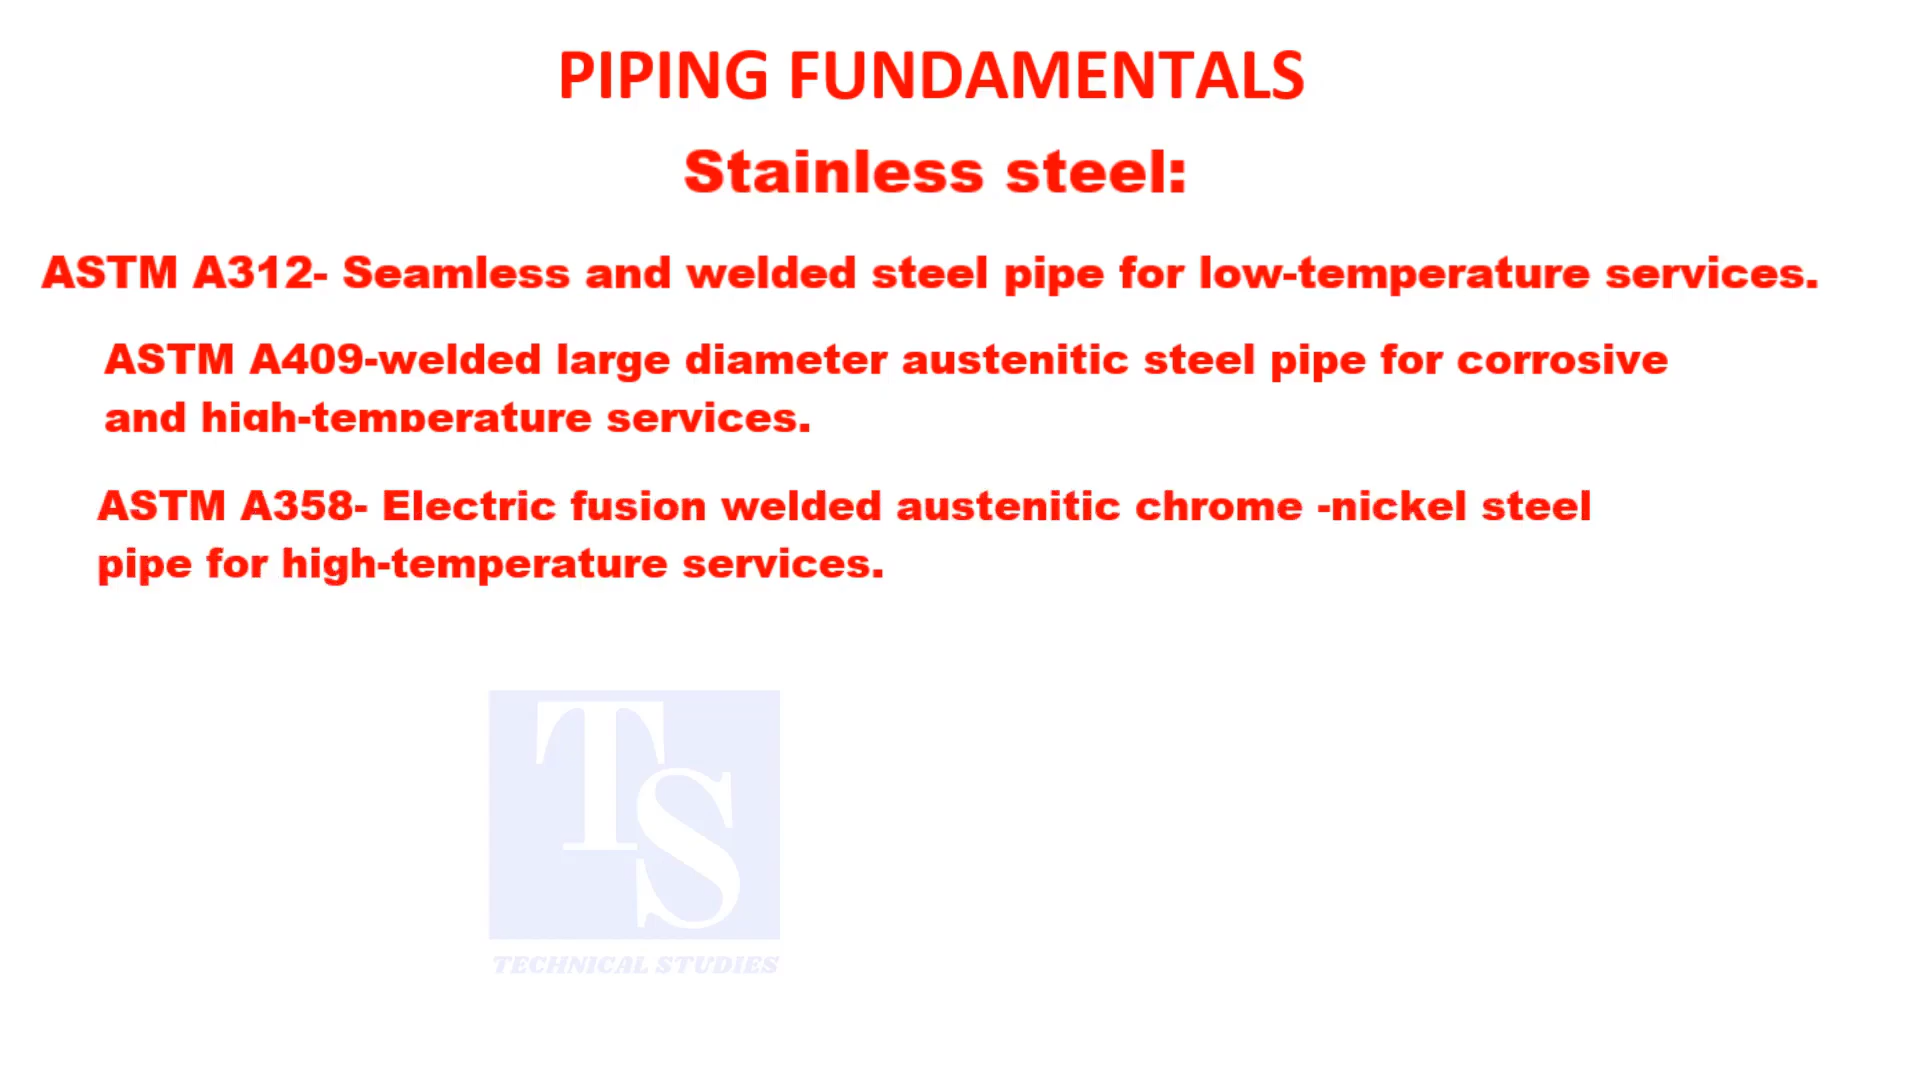 PIPING FUNDAMENTALS
Stainless steel:
ASTM A312- Seamless and welded steel pipe for low-temperature services.
ASTM A409-welded large diameter austenitic steel pipe for corrosive
and high-temperature services.
ASTM A358- Electric fusion welded austenitic chrome -nickel steel
pipe for high-temperature services.
TS
TECHNICAL STUDIES